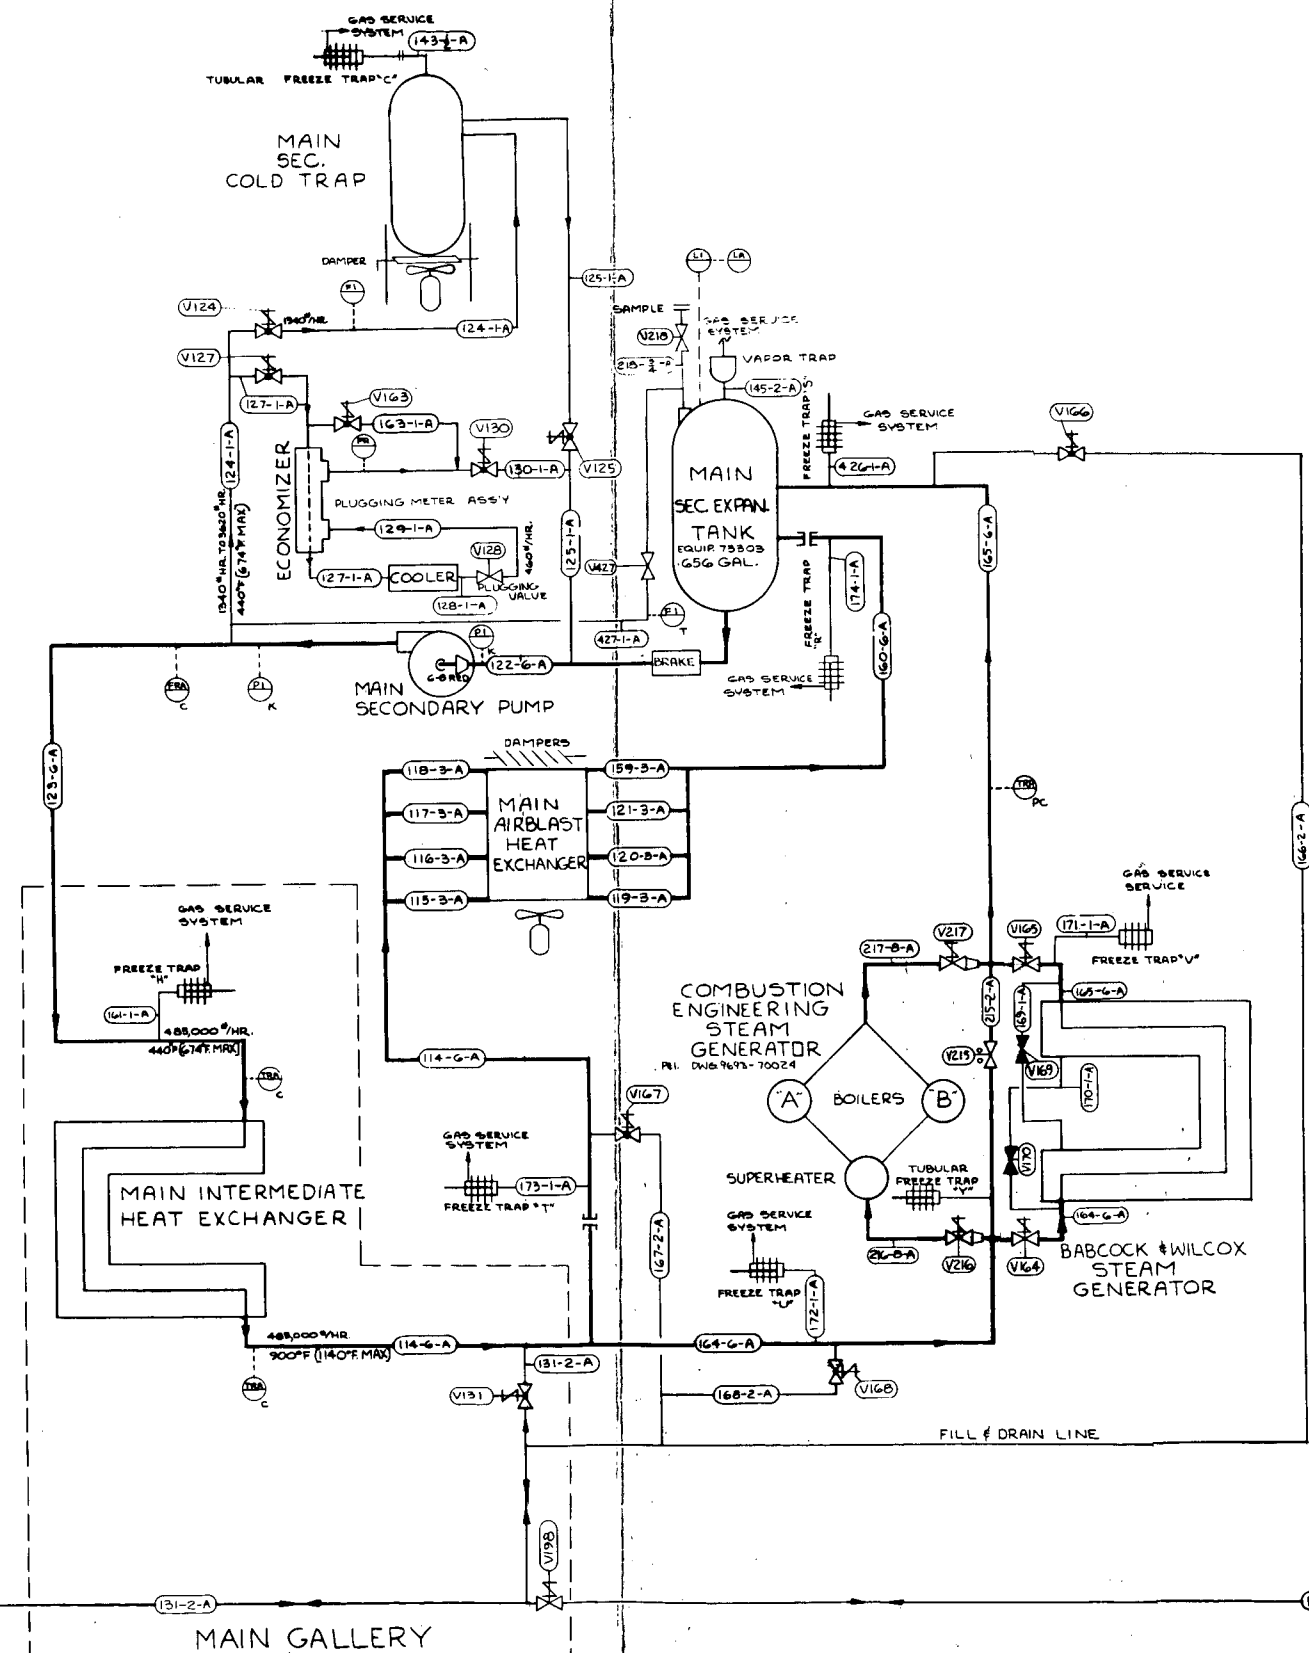 GAS SERVICE
SYSTEM
143-½-A
TUBULAR FREEZE TRAP "C"
MAIN
SEC.
COLD TRAP
DAMPER
FI
V124
1340#/HR.
124-1-A
125-1-A
V127
127-1-A
V163
163-1-A
FR
V130
130-1-A
V125
124-1-A
ECONOMIZER
PLUGGING METER ASS'Y
129-1-A
125-1-A
1340#HR. TO 3620#HR.
440°F (674°F. MAX)
127-1-A
COOLER
V128
PLUGGING
VALVE
460#/HR.
128-1-A
LI
LA
SAMPLE
V218
218-¾-A
GAS SERVICE
SYSTEM
VAPOR TRAP
145-2-A
MAIN
SEC. EXPAN.
TANK
EQUIP. 75303
656 GAL.
V427
PI
T
427-1-A
BRAKE
FREEZE TRAP "S"
GAS SERVICE
SYSTEM
426-1-A
V166
165-6-A
174-1-A
FREEZE TRAP
"R"
GAS SERVICE
SYSTEM
160-6-A
PI
K
122-6-A
MAIN
SECONDARY PUMP
FRA
C
PI
K
123-6-A
DAMPERS
118-3-A
117-3-A
116-3-A
115-3-A
MAIN
AIRBLAST
HEAT
EXCHANGER
159-3-A
121-3-A
120-3-A
119-3-A
TRA
PC
166-2-A
GAS SERVICE
SYSTEM
FREEZE TRAP
"H"
161-1-A
485,000#/HR.
440°F (674°F. MAX)
TRA
C
MAIN INTERMEDIATE
HEAT EXCHANGER
485,000#/HR.
900°F (1140°F. MAX)
TRA
C
114-6-A
114-6-A
GAS SERVICE
SYSTEM
173-1-A
FREEZE TRAP "T"
V167
167-2-A
COMBUSTION
ENGINEERING
STEAM
GENERATOR
DWG. 9693-70024
217-8-A
V217
V165
171-1-A
GAS SERVICE
SERVICE
FREEZE TRAP "V"
165-6-A
215-2-A
V215
169-1-A
V169
170-1-A
V170
"A"
BOILERS
"B"
SUPERHEATER
TUBULAR
FREEZE TRAP
"Y"
216-8-A
V216
V164
164-6-A
BABCOCK & WILCOX
STEAM
GENERATOR
GAS SERVICE
SYSTEM
FREEZE TRAP
"U"
172-1-A
164-6-A
131-2-A
V131
168-2-A
V168
FILL & DRAIN LINE
V198
131-2-A
MAIN GALLERY